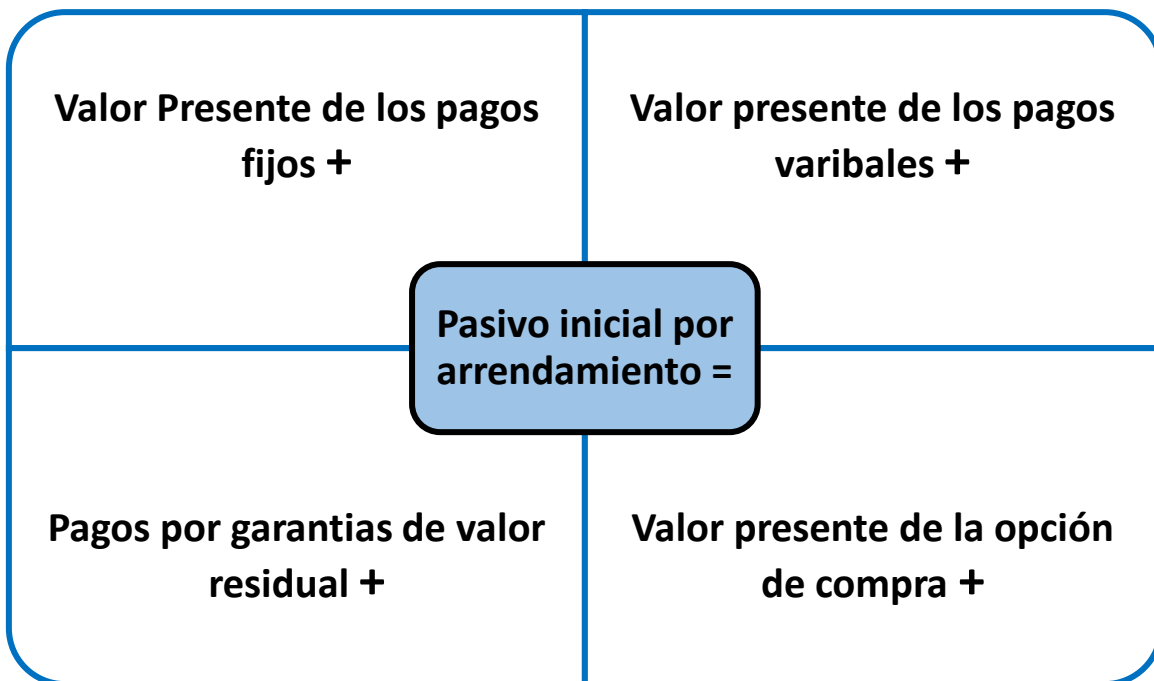 Valor Presente de los pagos
fijos +
Valor presente de los pagos
varibales +
Pasivo inicial por
arrendamiento =
Pagos por garantias de valor
residual +
Valor presente de la opción
de compra +